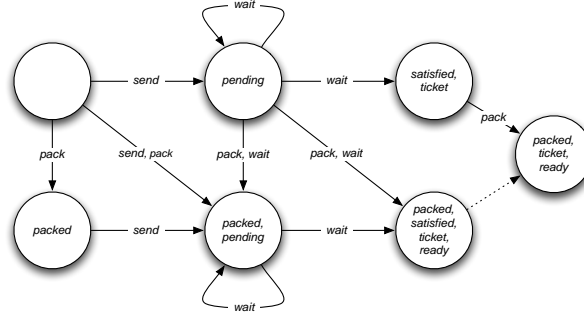 wait
send
pending
wait
satisfied,
ticket
pack
pack
send, pack
pack, wait
pack, wait
packed,
ticket,
ready
packed
send
packed,
pending
wait
packed,
satisfied,
ticket,
ready
wait